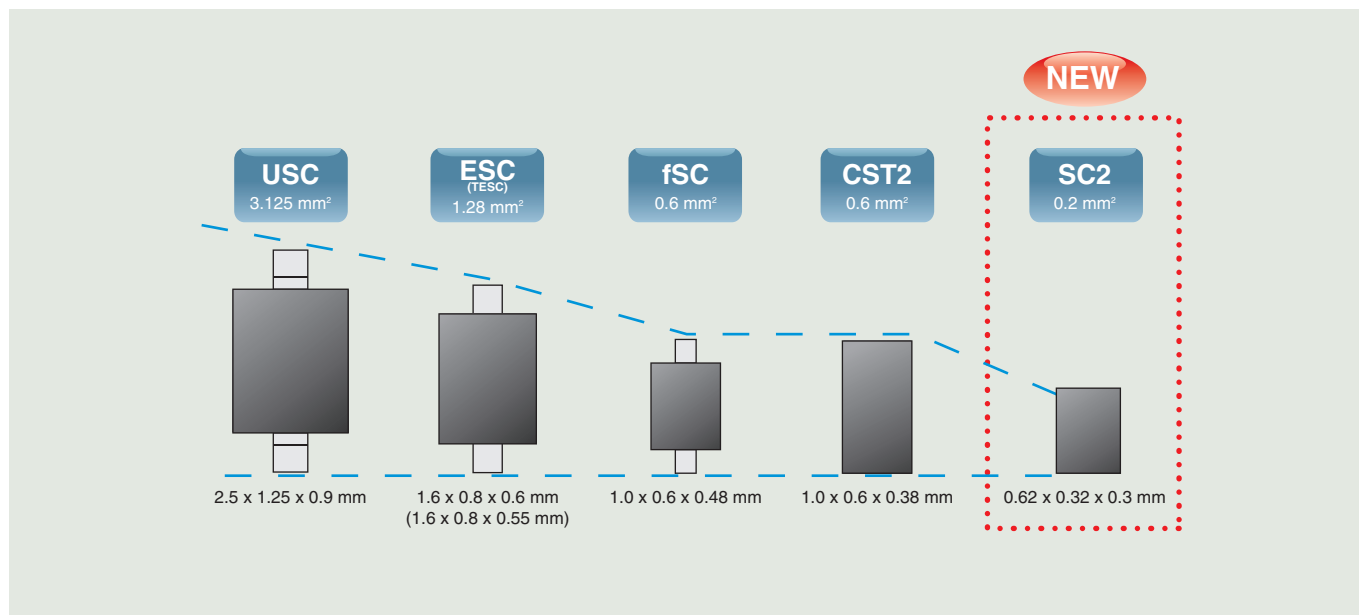 NEW
USC
3.125 mm²
ESC
(TESC)
1.28 mm²
fSC
0.6 mm²
CST2
0.6 mm²
SC2
0.2 mm²
2.5 x 1.25 x 0.9 mm
1.6 x 0.8 x 0.6 mm
(1.6 x 0.8 x 0.55 mm)
1.0 x 0.6 x 0.48 mm
1.0 x 0.6 x 0.38 mm
0.62 x 0.32 x 0.3 mm